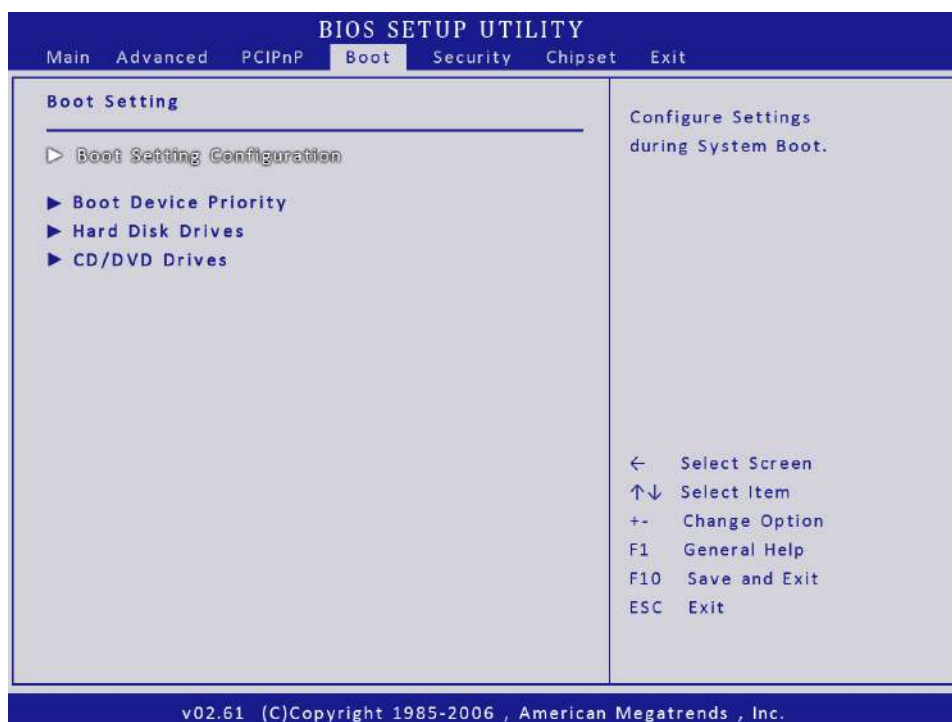 BIOS SETUP UTILITY
Main Advanced PCIPnP Boot Security Chipset Exit
Boot Setting
▷ Boot Setting Configuration
▶ Boot Device Priority
▶ Hard Disk Drives
▶ CD/DVD Drives
Configure Settings
during System Boot.
← Select Screen
↑↓ Select Item
+- Change Option
F1 General Help
F10 Save and Exit
ESC Exit
v02.61 (C)Copyright 1985-2006 , American Megatrends , Inc.